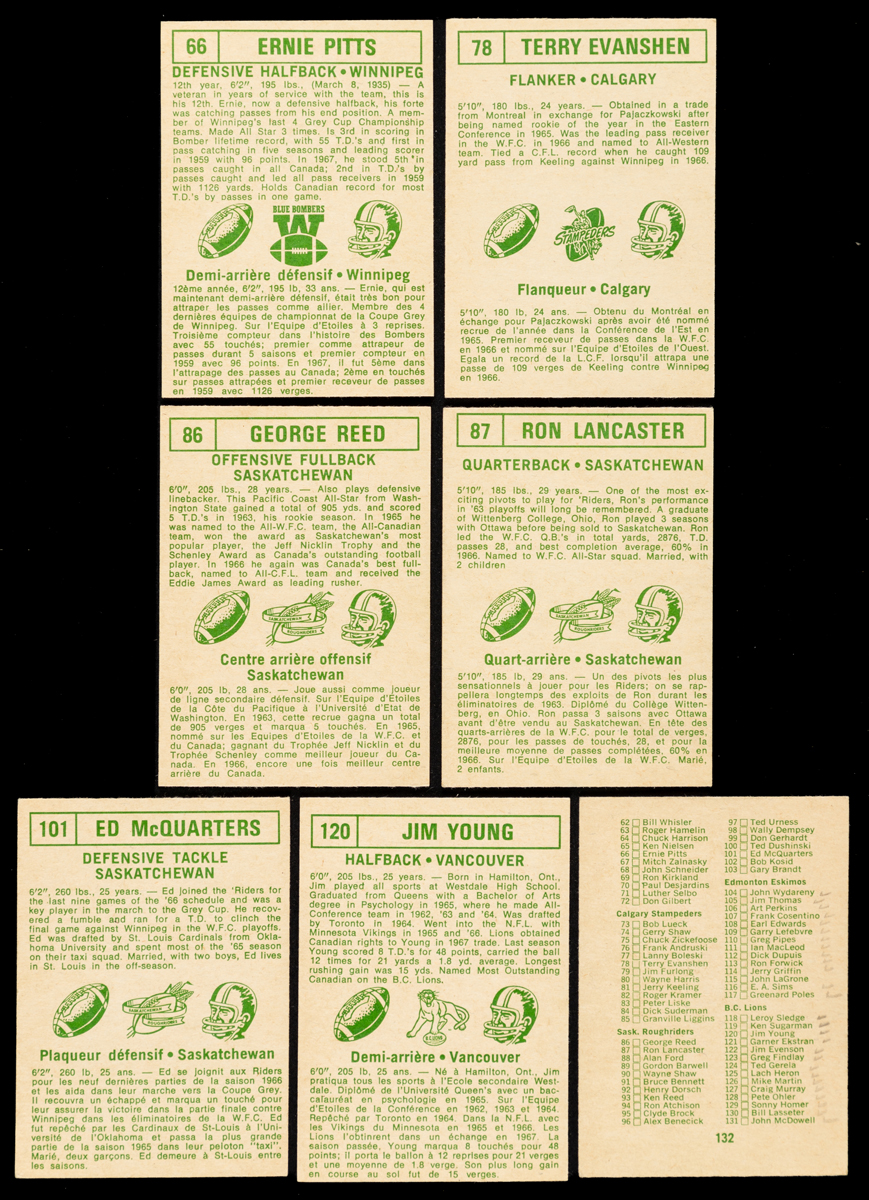 66
ERNIE PITTS
DEFENSIVE HALFBACK • WINNIPEG
12th year, 6'2", 195 lbs., (March 8, 1935) — A
veteran in years of service with the team, this is
his 12th. Ernie, now a defensive halfback, his forte
was catching passes from his end position. A mem-
ber of Winnipeg's last 4 Grey Cup Championship
teams. Made All Star 3 times. Is 3rd in scoring in
Bomber lifetime record, with 55 T.D.'s and first in
pass catching in five seasons and leading scorer
in 1959 with 96 points. In 1967, he stood 5th in
passes caught in all Canada; 2nd in T.D.'s by
passes caught and led all pass receivers in 1959
with 1126 yards. Holds Canadian record for most
T.D.'s by passes in one game.
BLUE BOMBERS
W
Demi-arrière défensif • Winnipeg
12ème année, 6'2", 195 lb, 33 ans. — Ernie, qui est
maintenant demi-arrière défensif, était très bon pour
attraper les passes comme ailier. Membre des 4
dernières équipes de championnat de la Coupe Grey
de Winnipeg. Sur l'Equipe d'Etoiles à 3 reprises.
Troisième compteur dans l'histoire des Bombers
avec 55 touchés; premier comme attrapeur de
passes durant 5 saisons et premier compteur en
1959 avec 96 points. En 1967, il fut 5ème dans
l'attrapage des passes au Canada; 2ème en touchés
sur passes attrapées et premier receveur de passes
en 1959 avec 1126 verges.
78
TERRY EVANSHEN
FLANKER • CALGARY
5'10", 180 lbs., 24 years. — Obtained in a trade
from Montreal in exchange for Pajaczkowski after
being named rookie of the year in the Eastern
Conference in 1965. Was the leading pass receiver
in the W.F.C. in 1966 and named to All-Western
team. Tied a C.F.L. record when he caught 109
yard pass from Keeling against Winnipeg in 1966.
STAMPEDERS
Flanqueur • Calgary
5'10", 180 lb, 24 ans. — Obtenu du Montréal en
échange pour Pajaczkowski après avoir été nommé
recrue de l'année dans la Conférence de l'Est en
1965. Premier receveur de passes dans la W.F.C.
en 1966 et nommé sur l'Equipe d'Etoiles de l'Ouest.
Egala un record de la L.C.F. lorsqu'il attrapa une
passe de 109 verges de Keeling contre Winnipeg
en 1966.
86
GEORGE REED
OFFENSIVE FULLBACK
SASKATCHEWAN
6'0", 205 lbs., 28 years. — Also plays defensive
linebacker. This Pacific Coast All-Star from Wash-
ington State gained a total of 905 yds. and scored
5 T.D.'s in 1963, his rookie season. In 1965 he
was named to the All-W.F.C. team, the All-Canadian
team, won the award as Saskatchewan's most
popular player, the Jeff Nicklin Trophy and the
Schenley Award as Canada's outstanding football
player. In 1966 he again was Canada's best full-
back, named to All-C.F.L. team and received the
Eddie James Award as leading rusher.
SASKATCHEWAN
ROUGHRIDERS
Centre arrière offensif
Saskatchewan
6'0", 205 lb, 28 ans. — Joue aussi comme joueur
de ligne secondaire défensif. Sur l'Equipe d'Étoiles
de la Côte du Pacifique à l'Université d'Etat de
Washington. En 1963, cette recrue gagna un total
de 905 verges et marqua 5 touchés. En 1965,
nommé sur les Equipes d'Etoiles de la W.F.C. et
du Canada; gagnant du Trophée Jeff Nicklin et du
Trophée Schenley comme meilleur joueur du Ca-
nada. En 1966, encore une fois meilleur centre
arrière du Canada.
87
RON LANCASTER
QUARTERBACK • SASKATCHEWAN
5'10", 185 lbs., 29 years. — One of the most ex-
citing pivots to play for 'Riders, Ron's performance
in '63 playoffs will long be remembered. A graduate
of Wittenberg College, Ohio, Ron played 3 seasons
with Ottawa before being sold to Saskatchewan. Ron
led the W.F.C. Q.B.'s in total yards, 2876, T.D.
passes 28, and best completion average, 60% in
1966. Named to W.F.C. All-Star squad. Married, with
2 children
SASKATCHEWAN
ROUGHRIDERS
Quart-arrière • Saskatchewan
5'10", 185 lb, 29 ans. — Un des pivots les plus
sensationnels à jouer pour les Riders; on se rap-
pellera longtemps des exploits de Ron durant les
éliminatoires de 1963. Diplômé du Collège Witten-
berg, en Ohio. Ron passa 3 saisons avec Ottawa
avant d'être vendu au Saskatchewan. En tête des
quarts-arrières de la W.F.C. pour le total de verges,
2876, pour les passes de touchés, 28, et pour la
meilleure moyenne de passes complétées, 60% en
1966. Sur l'Équipe d'Etoiles de la W.F.C. Marié,
2 enfants.
101
ED McQUARTERS
DEFENSIVE TACKLE
SASKATCHEWAN
6'2", 260 lbs., 25 years. — Ed joined the 'Riders for
the last nine games of the '66 schedule and was a
key player in the march to the Grey Cup. He recov-
ered a fumble and ran for a T.D. to clinch the
final game against Winnipeg in the W.F.C. playoffs.
Ed was drafted by St. Louis Cardinals from Okla-
homa University and spent most of the '65 season
on their taxi squad. Married, with two boys, Ed lives
in St. Louis in the off-season.
SASKATCHEWAN
ROUGHRIDERS
Plaqueur défensif • Saskatchewan
6'2", 260 lb, 25 ans. — Ed se joignit aux Riders
pour les neuf dernières parties de la saison 1966
et les aida dans leur marche vers la Coupe Grey.
Il recouvra un échappé et marqua un touché pour
leur assurer la victoire dans la partie finale contre
Winnipeg dans les éliminatoires de la W.F.C. Ed
fut repêché par les Cardinaux de St-Louis à l'Uni-
versité de l'Oklahoma et passa la plus grande
partie de la saison 1965 dans leur peloton "taxi".
Marié, deux garçons. Ed demeure à St-Louis entre
les saisons.
120
JIM YOUNG
HALFBACK • VANCOUVER
6'0", 205 lbs., 25 years. — Born in Hamilton, Ont.,
Jim played all sports at Westdale High School.
Graduated from Queens with a Bachelor of Arts
degree in Psychology in 1965, where he made All-
Conference team in 1962, '63 and '64. Was drafted
by Toronto in 1964. Went into the N.F.L. with
Minnesota Vikings in 1965 and '66. Lions obtained
Canadian rights to Young in 1967 trade. Last season
Young scored 8 T.D.'s for 48 points, carried the ball
12 times for 21 yards a 1.8 yd. average. Longest
rushing gain was 15 yds. Named Most Outstanding
Canadian on the B.C. Lions.
B.C. LIONS
Demi-arrière • Vancouver
6'0", 205 lb, 25 ans. — Né à Hamilton, Ont., Jim
pratiqua tous les sports à l'Ecole secondaire West-
dale. Diplômé de l'Université Queens avec un bac-
calauréat en psychologie en 1965. Sur l'Equipe
d'Etoiles de la Conférence en 1962, 1963 et 1964.
Repêché par Toronto en 1964. Dans la N.F.L. avec
les Vikings du Minnesota en 1965 et 1966. Les
Lions l'obtinrent dans un échange en 1967. La
saison passée, Young marqua 8 touchés pour 48
points; il porta le ballon à 12 reprises pour 21 verges
et une moyenne de 1.8 verge. Son plus long gain
en course au sol fut de 15 verges.
62 Bill Whisler
63 Roger Hamelin
64 Chuck Harrison
65 Ken Nielsen
66 Ernie Pitts
67 Mitch Zalnasky
68 John Schneider
69 Ron Kirkland
70 Paul Desjardins
71 Luther Selbo
72 Don Gilbert
Calgary Stampeders
73 Bob Lueck
74 Gerry Shaw
75 Chuck Zickefoose
76 Frank Andruski
77 Lanny Boleski
78 Terry Evanshen
79 Jim Furlong
80 Wayne Harris
81 Jerry Keeling
82 Roger Kramer
83 Peter Liske
84 Dick Suderman
85 Granville Liggins
Sask. Roughriders
86 George Reed
87 Ron Lancaster
88 Alan Ford
89 Gordon Barwell
90 Wayne Shaw
91 Bruce Bennett
92 Henry Dorsch
93 Ken Reed
94 Ron Atchison
95 Clyde Brock
96 Alex Benecick
97 Ted Urness
98 Wally Dempsey
99 Don Gerhardt
100 Ted Dushinski
101 Ed McQuarters
102 Bob Kosid
103 Gary Brandt
Edmonton Eskimos
104 John Wydareny
105 Jim Thomas
106 Art Perkins
107 Frank Cosentino
108 Earl Edwards
109 Garry Lefebvre
110 Greg Pipes
111 Ian MacLeod
112 Dick Dupuis
113 Ron Forwick
114 Jerry Griffin
115 John LaGrone
116 E. A. Sims
117 Greenard Poles
B.C. Lions
118 Leroy Sledge
119 Ken Sugarman
120 Jim Young
121 Garner Ekstran
122 Jim Evenson
123 Greg Findlay
124 Ted Gerela
125 Lach Heron
126 Mike Martin
127 Craig Murray
128 Pete Ohler
129 Sonny Homer
130 Bill Lasseter
131 John McDowell
132